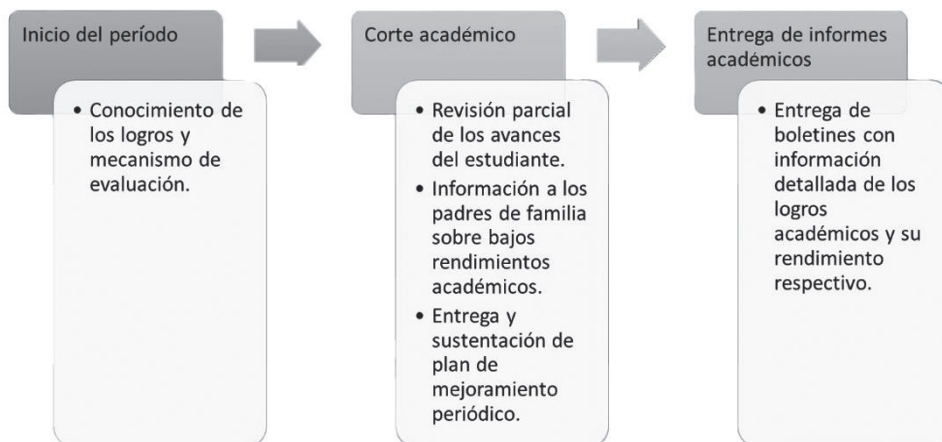 Inicio del período
• Conocimiento de
los logros y
mecanismo de
evaluación.
Corte académico
• Revisión parcial
de los avances
del estudiante.
• Información a los
padres de familia
sobre bajos
rendimientos
académicos.
• Entrega y
sustentación de
plan de
mejoramiento
periódico.
Entrega de informes
académicos
• Entrega de
boletines con
información
detallada de los
logros
académicos y su
rendimiento
respectivo.